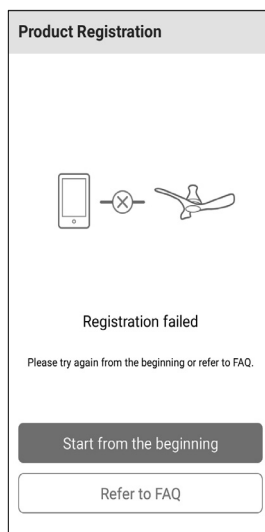 Product Registration
Registration failed
Please try again from the beginning or refer to FAQ.
Start from the beginning
Refer to FAQ